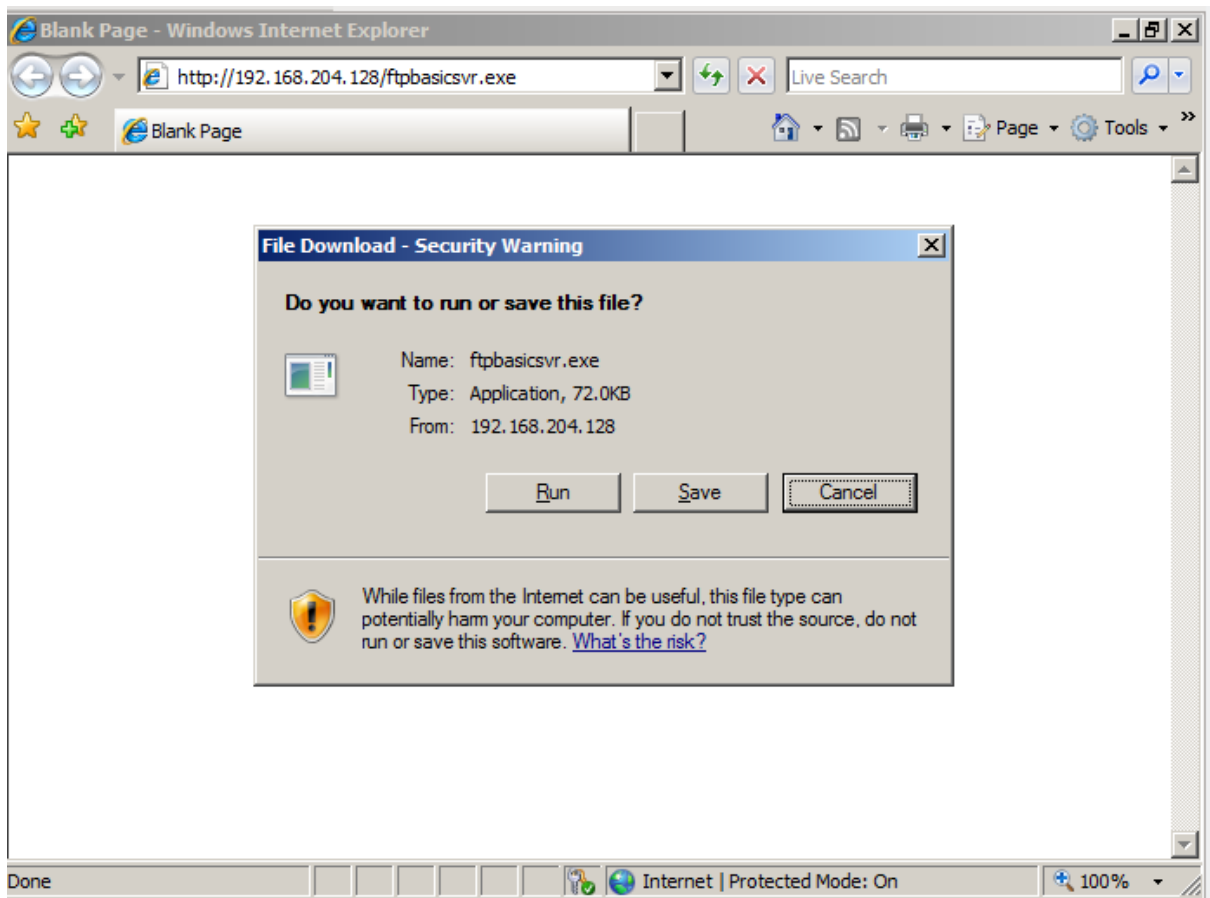 Blank Page - Windows Internet Explorer
http://192.168.204.128/ftpbasicsvr.exe
Live Search
Blank Page
Page
Tools
»
File Download - Security Warning
Do you want to run or save this file?
Name: ftpbasicsvr.exe
Type: Application, 72.0KB
From: 192.168.204.128
Run Save Cancel
While files from the Internet can be useful, this file type can
potentially harm your computer. If you do not trust the source, do not
run or save this software. What's the risk?
Done
Internet | Protected Mode: On
100%